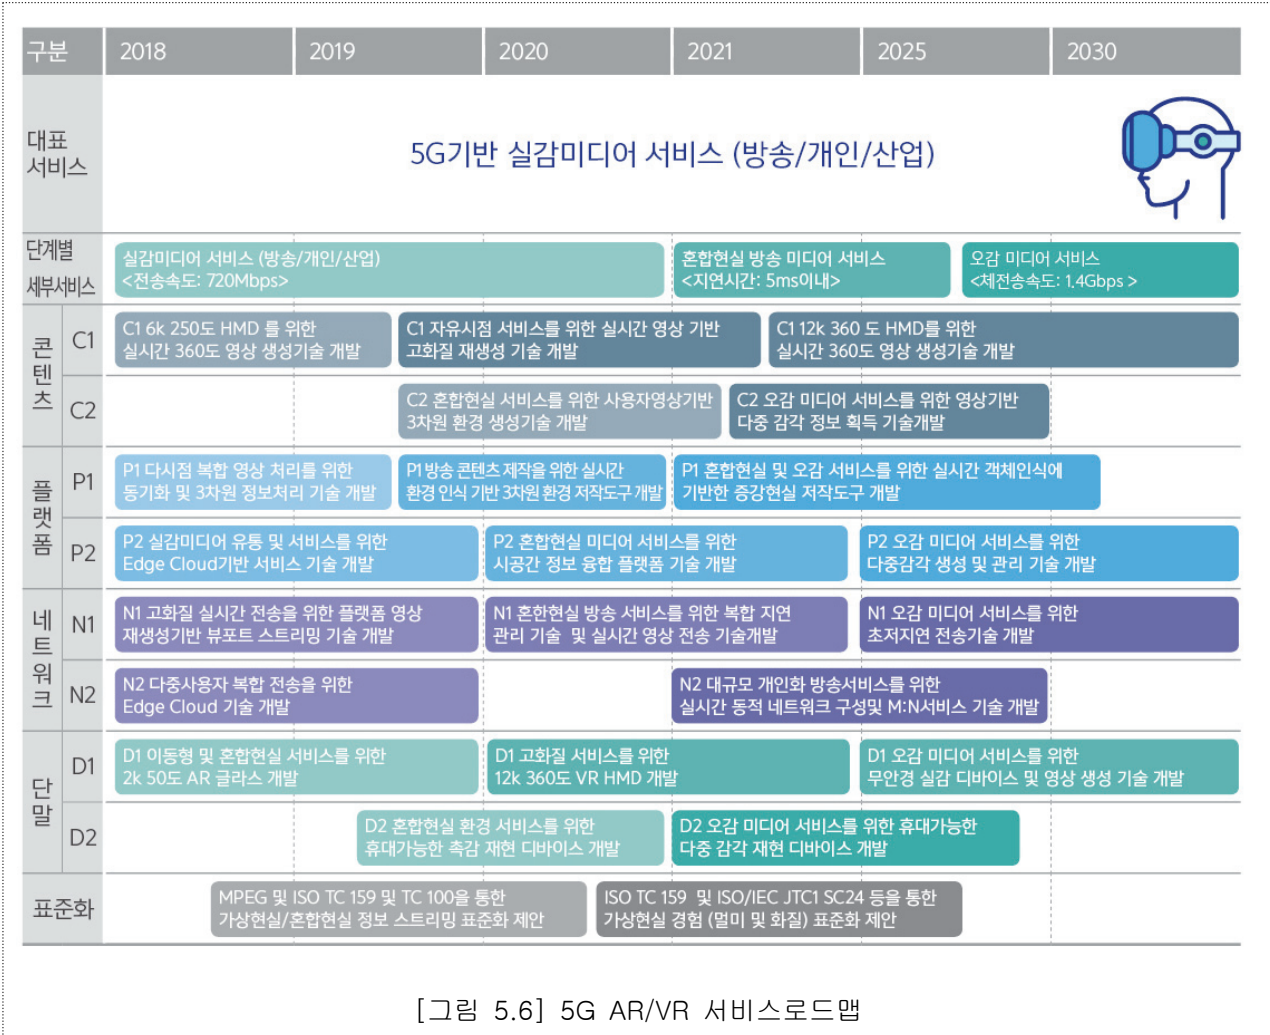 구분 2018 2019 2020 2021 2025 2030
대표
서비스
5G기반 실감미디어 서비스 (방송/개인/산업)
단계별
세부서비스
실감미디어 서비스 (방송/개인/산업)
<전송속도: 720Mbps>
혼합현실 방송 미디어 서비스
<지연시간: 5ms이내>
오감 미디어 서비스
<체전송속도: 1.4Gbps >
콘텐츠
C1
C1 6k 250도 HMD 를 위한
실시간 360도 영상 생성기술 개발
C1 자유시점 서비스를 위한 실시간 영상 기반
고화질 재생성 기술 개발
C1 12k 360 도 HMD를 위한
실시간 360도 영상 생성기술 개발
C2
C2 혼합현실 서비스를 위한 사용자영상기반
3차원 환경 생성기술 개발
C2 오감 미디어 서비스를 위한 영상기반
다중 감각 정보 획득 기술개발
플랫폼
P1
P1 다시점 복합 영상 처리를 위한
동기화 및 3차원 정보처리 기술 개발
P1 방송 콘텐츠 제작을 위한 실시간
환경 인식 기반 3차원 환경 저작도구 개발
P1 혼합현실 및 오감 서비스를 위한 실시간 객체인식에
기반한 증강현실 저작도구 개발
P2
P2 실감미디어 유통 및 서비스를 위한
Edge Cloud기반 서비스 기술 개발
P2 혼합현실 미디어 서비스를 위한
시공간 정보 융합 플랫폼 기술 개발
P2 오감 미디어 서비스를 위한
다중감각 생성 및 관리 기술 개발
네트워크
N1
N1 고화질 실시간 전송을 위한 플랫폼 영상
재생성기반 뷰포트 스트리밍 기술 개발
N1 혼한현실 방송 서비스를 위한 복합 지연
관리 기술 및 실시간 영상 전송 기술개발
N1 오감 미디어 서비스를 위한
초저지연 전송기술 개발
N2
N2 다중사용자 복합 전송을 위한
Edge Cloud 기술 개발
N2 대규모 개인화 방송서비스를 위한
실시간 동적 네트워크 구성및 M:N서비스 기술 개발
단말
D1
D1 이동형 및 혼합현실 서비스를 위한
2k 50도 AR 글라스 개발
D1 고화질 서비스를 위한
12k 360도 VR HMD 개발
D1 오감 미디어 서비스를 위한
무안경 실감 디바이스 및 영상 생성 기술 개발
D2
D2 혼합현실 환경 서비스를 위한
휴대가능한 촉감 재현 디바이스 개발
D2 오감 미디어 서비스를 위한 휴대가능한
다중 감각 재현 디바이스 개발
표준화
MPEG 및 ISO TC 159 및 TC 100을 통한
가상현실/혼합현실 정보 스트리밍 표준화 제안
ISO TC 159 및 ISO/IEC JTC1 SC24 등을 통한
가상현실 경험 (멀미 및 화질) 표준화 제안
[그림 5.6] 5G AR/VR 서비스로드맵